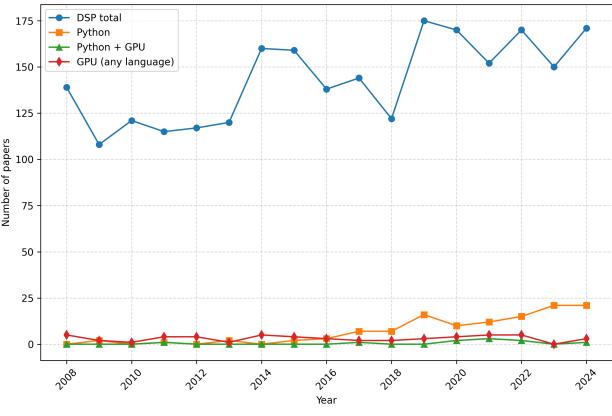 DSP total
Python
Python + GPU
GPU (any language)
175
150
125
100
75
50
25
0
Number of papers
2008
2010
2012
2014
2016
2018
2020
2022
2024
Year